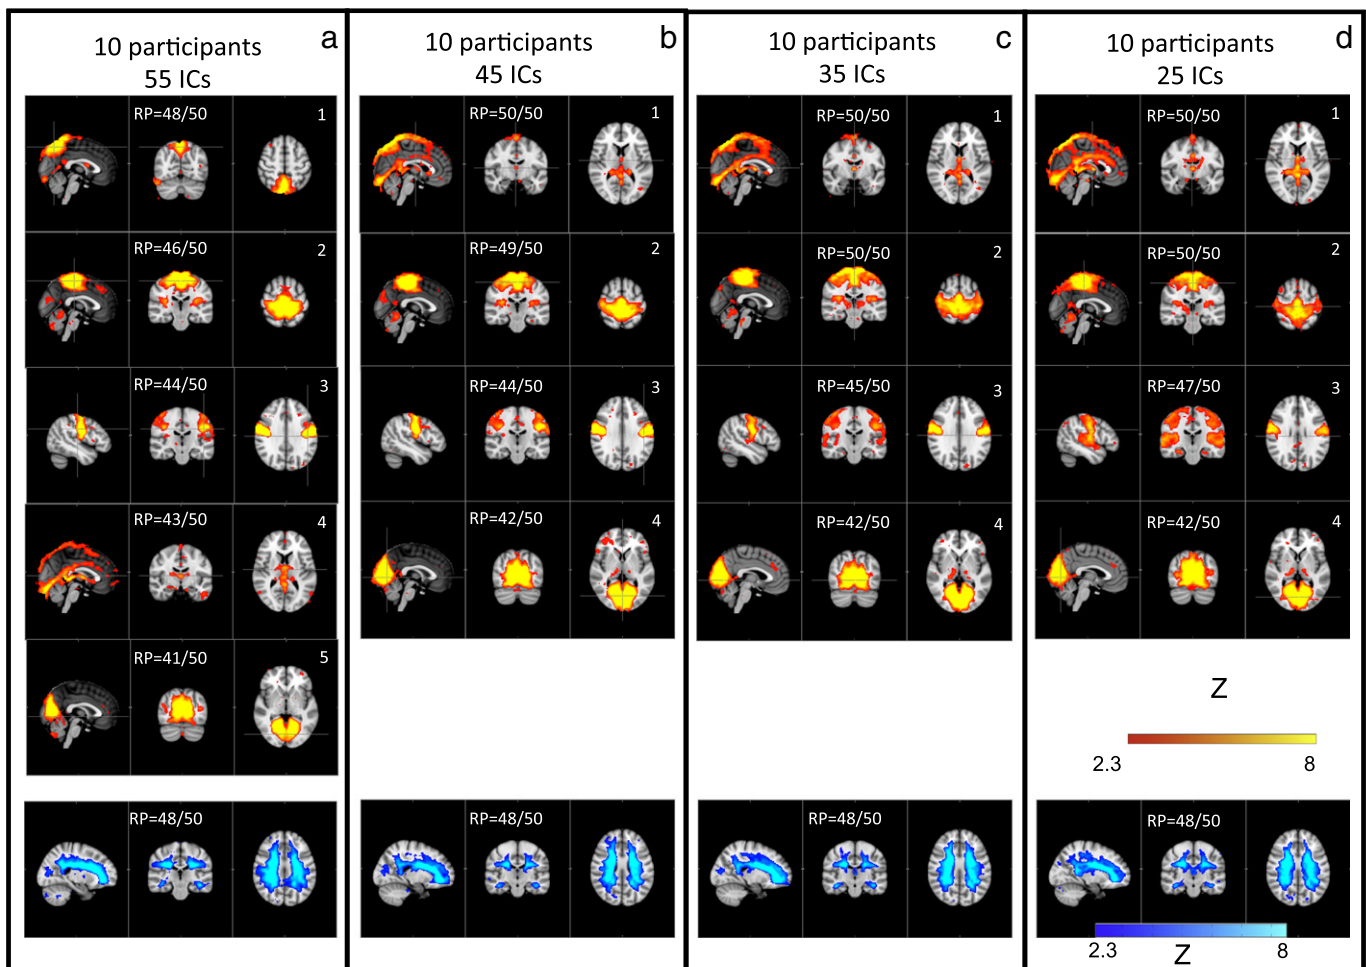 a
10 participants
55 ICs
RP=48/50
1
RP=46/50
2
RP=44/50
3
RP=43/50
4
RP=41/50
5
RP=48/50
b
10 participants
45 ICs
RP=50/50
1
RP=49/50
2
RP=44/50
3
RP=42/50
4
RP=48/50
c
10 participants
35 ICs
RP=50/50
1
RP=50/50
2
RP=45/50
3
RP=42/50
4
RP=48/50
d
10 participants
25 ICs
RP=50/50
1
RP=50/50
2
RP=47/50
3
RP=42/50
4
Z
2.3 8
RP=48/50
2.3 8
Z